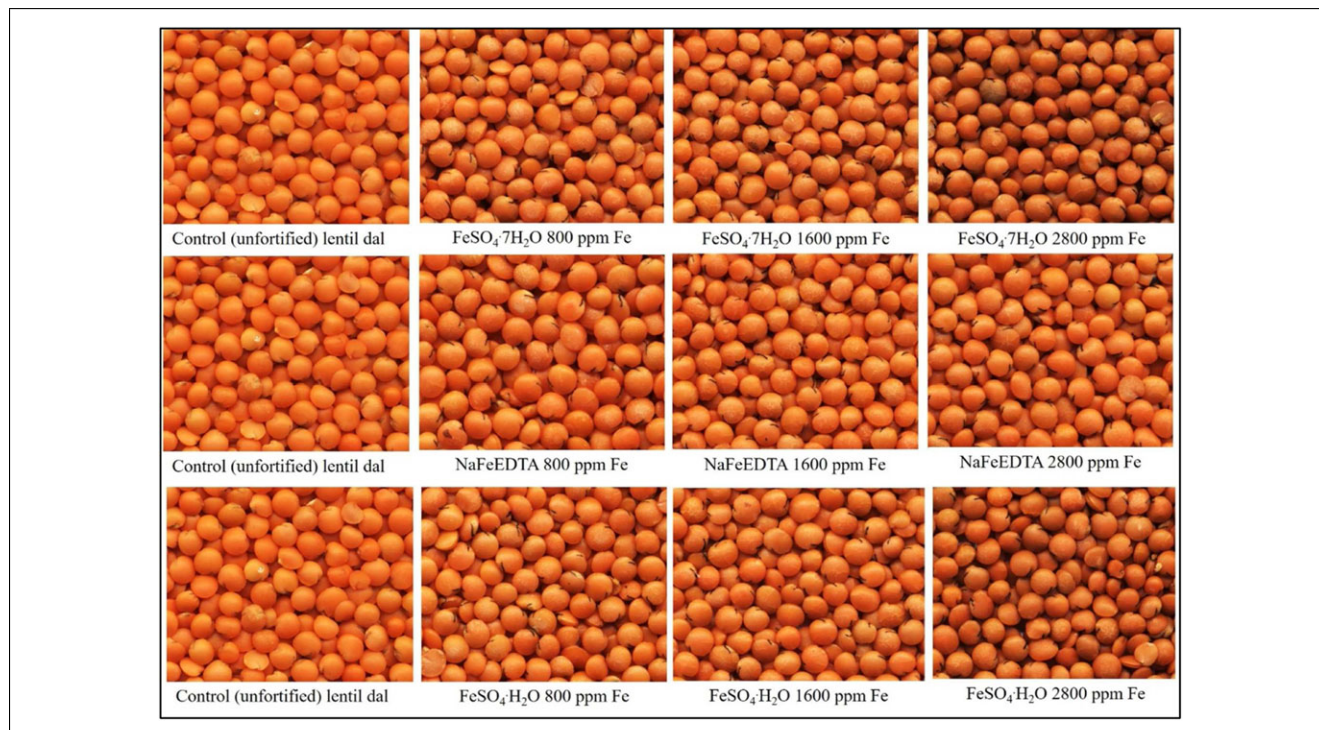 Control (unfortified) lentil dal
FeSO₄·7H₂O 800 ppm Fe
FeSO₄·7H₂O 1600 ppm Fe
FeSO₄·7H₂O 2800 ppm Fe
Control (unfortified) lentil dal
NaFeEDTA 800 ppm Fe
NaFeEDTA 1600 ppm Fe
NaFeEDTA 2800 ppm Fe
Control (unfortified) lentil dal
FeSO₄·H₂O 800 ppm Fe
FeSO₄·H₂O 1600 ppm Fe
FeSO₄·H₂O 2800 ppm Fe